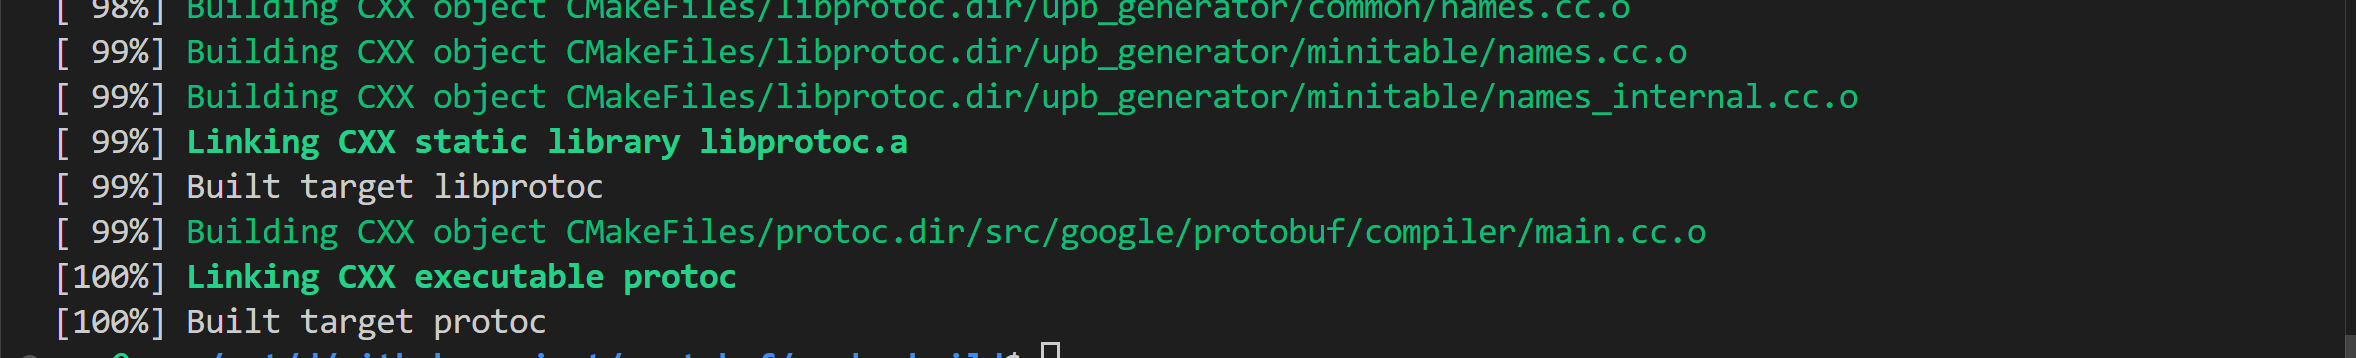 [ 98%] Building CXX object CMakeFiles/libprotoc.dir/upb_generator/common/names.cc.o
[ 99%] Building CXX object CMakeFiles/libprotoc.dir/upb_generator/minitable/names.cc.o
[ 99%] Building CXX object CMakeFiles/libprotoc.dir/upb_generator/minitable/names_internal.cc.o
[ 99%] Linking CXX static library libprotoc.a
[ 99%] Built target libprotoc
[ 99%] Building CXX object CMakeFiles/protoc.dir/src/google/protobuf/compiler/main.cc.o
[100%] Linking CXX executable protoc
[100%] Built target protoc